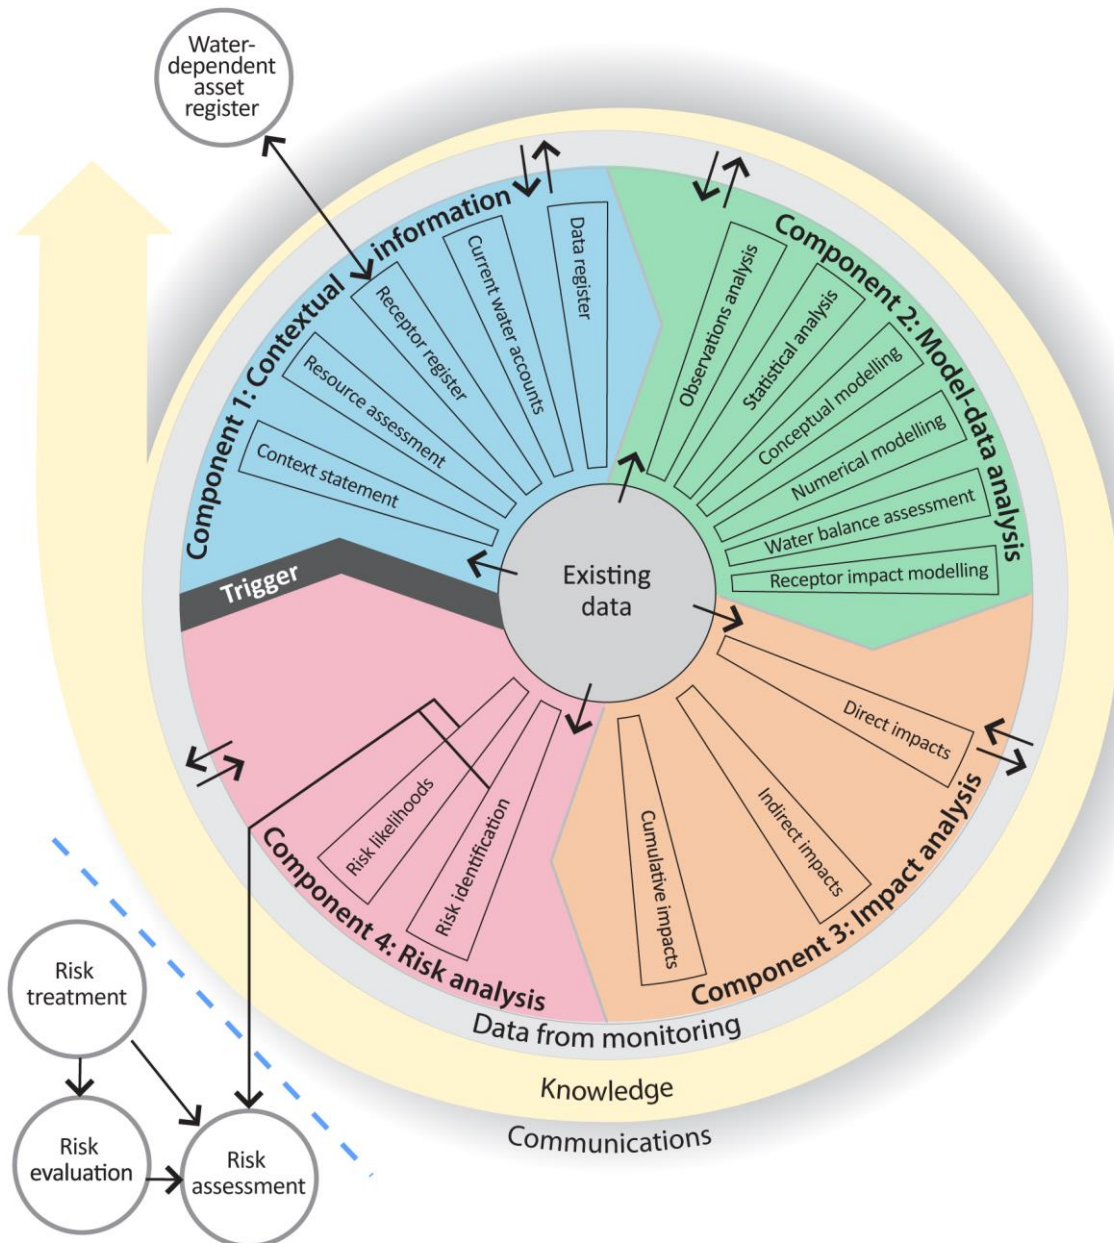 Water-
dependent
asset
register
Component 1: Contextual information
Data register
Current water accounts
Receptor register
Resource assessment
Context statement
Component 2: Model-data analysis
Observations analysis
Statistical analysis
Conceptual modelling
Numerical modelling
Water balance assessment
Receptor impact modelling
Trigger
Existing
data
Direct impacts
Indirect impacts
Cumulative impacts
Component 3: Impact analysis
Risk likelihoods
Risk identification
Component 4: Risk analysis
Data from monitoring
Knowledge
Communications
Risk
treatment
Risk
evaluation
Risk
assessment